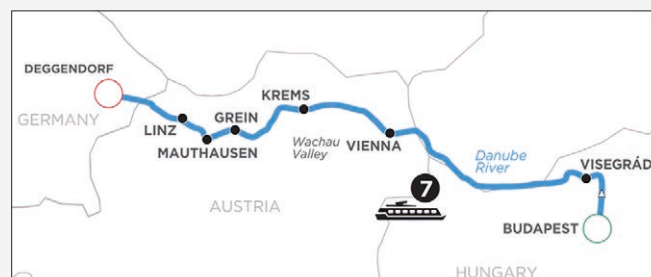 DEGGENDORF
GERMANY
LINZ
MAUTHAUSEN
GREIN
KREMS
Wachau
Valley
VIENNA
Danube
River
VISEGRÁD
7
AUSTRIA
BUDAPEST
HUNGARY